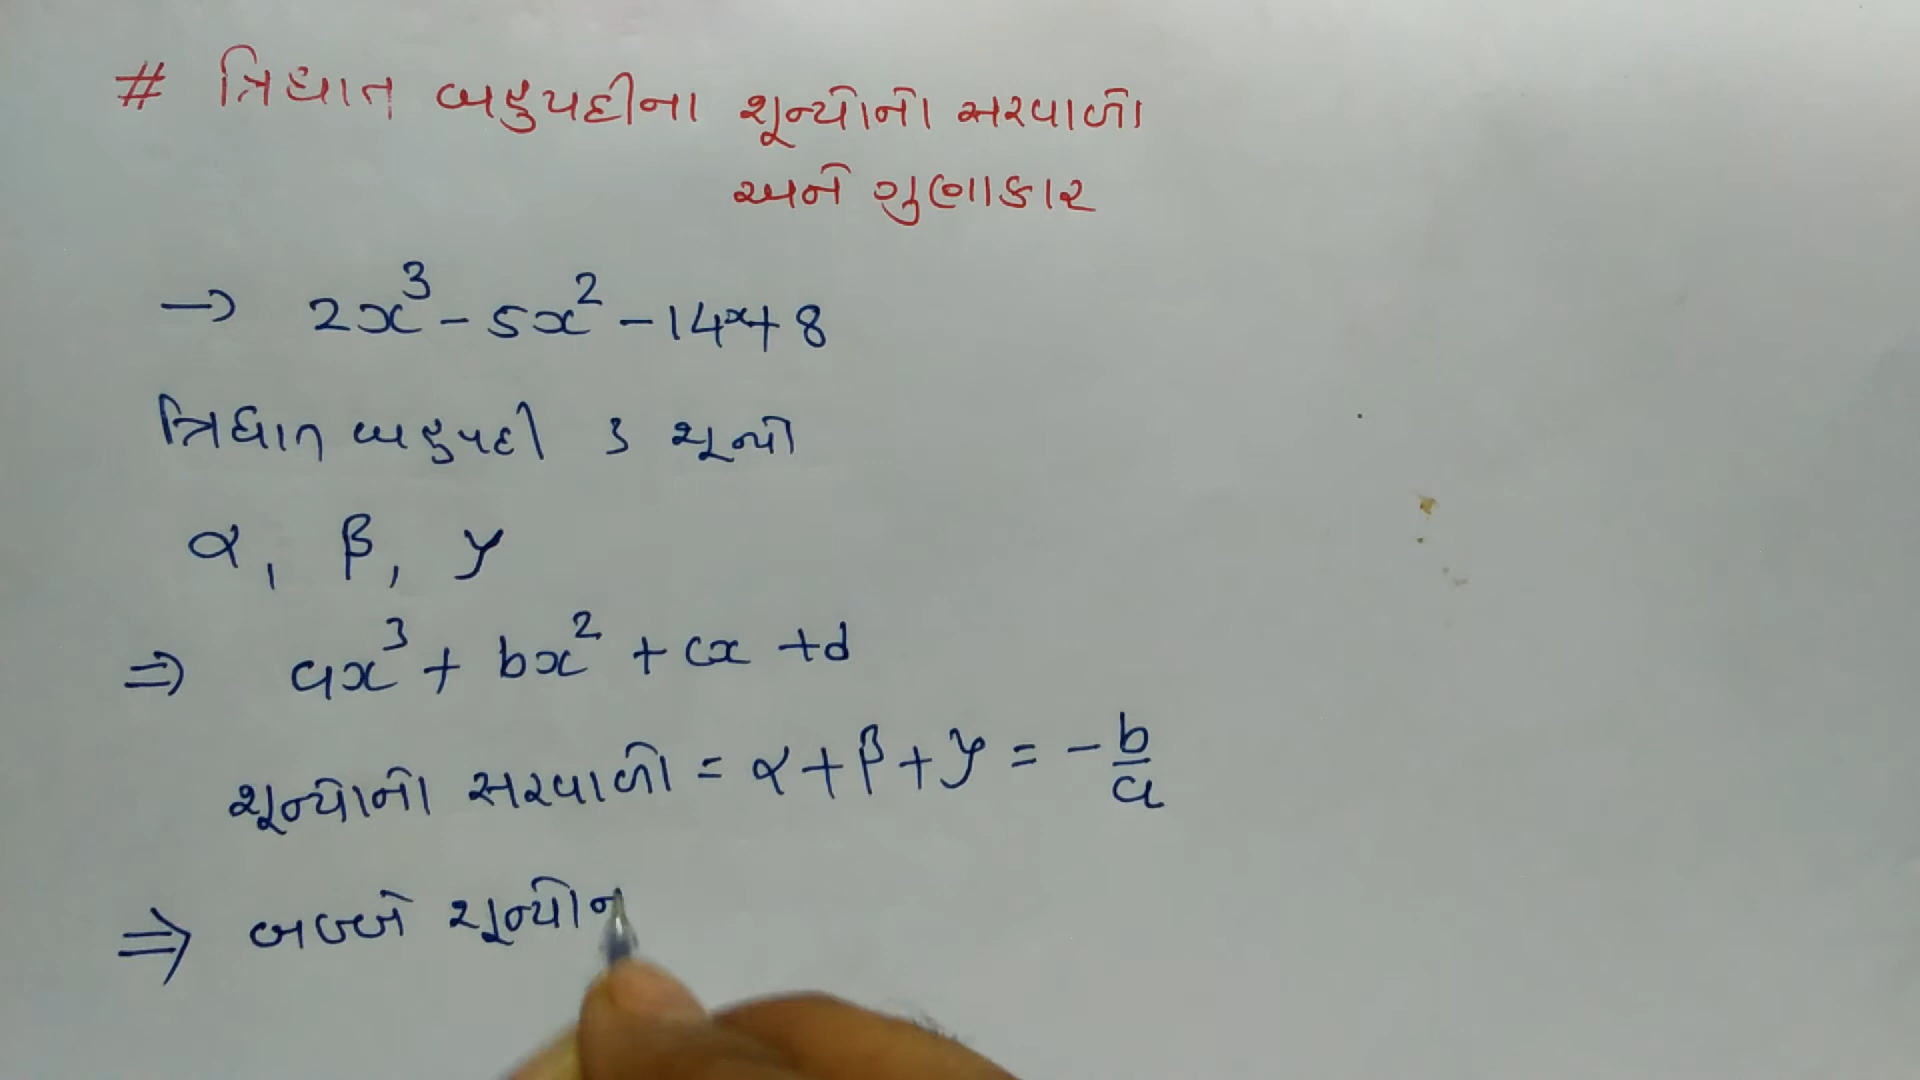 # ત્રિઘાત બહુપદીના શૂન્યોનો સરવાળો
અને ગુણાકાર
→ 2x³ - 5x² - 14x + 8
ત્રિઘાત બહુપદી 3 શૂન્યો
α, β, γ
⇒ ax³ + bx² + cx + d
શૂન્યોનો સરવાળો = α + β + γ = - b/a
⇒ બબ્બે શૂન્યોન